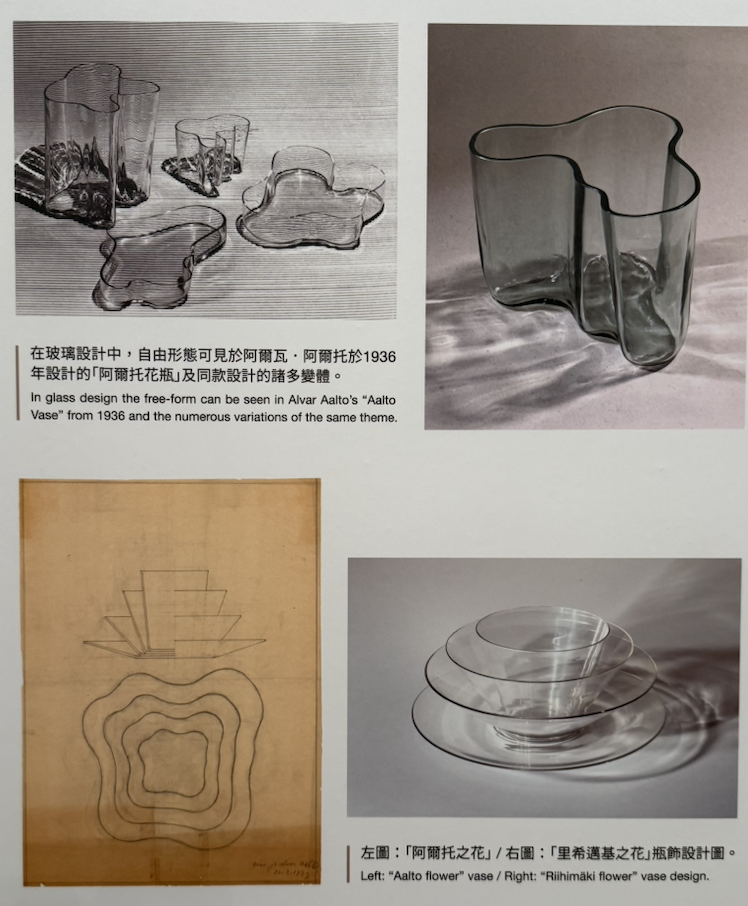 在玻璃設計中，自由形態可見於阿爾瓦・阿爾托於1936
年設計的「阿爾托花瓶」及同款設計的諸多變體。
In glass design the free-form can be seen in Alvar Aalto's “Aalto
Vase” from 1936 and the numerous variations of the same theme.
左圖：「阿爾托之花」/ 右圖：「里希邁基之花」瓶飾設計圖。
Left: “Aalto flower” vase / Right: “Riihimäki flower” vase design.